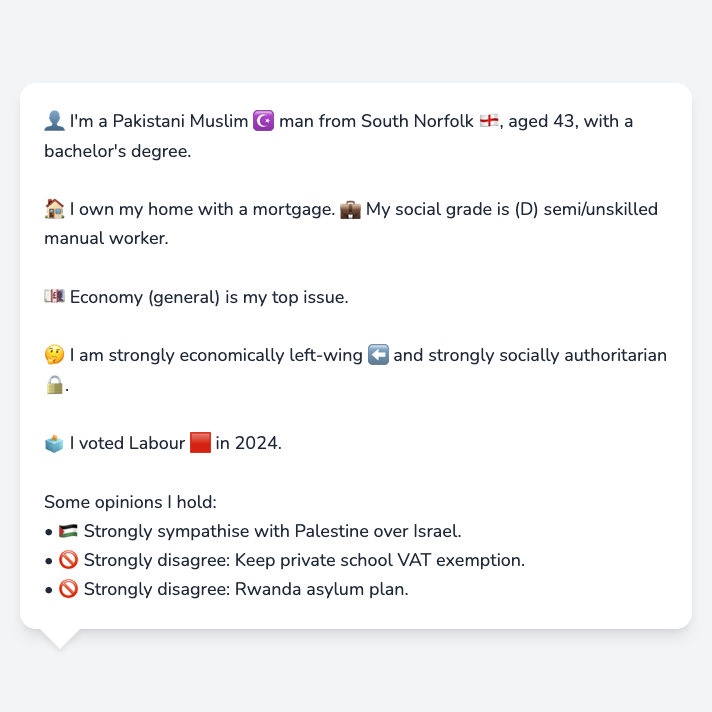 👤 I'm a Pakistani Muslim ☪️ man from South Norfolk 🏴󠁧󠁢󠁥󠁮󠁧󠁿, aged 43, with a
bachelor's degree.
🏠 I own my home with a mortgage. 💼 My social grade is (D) semi/unskilled
manual worker.
💷 Economy (general) is my top issue.
🤔 I am strongly economically left-wing ⬅️ and strongly socially authoritarian
🔒.
🗳️ I voted Labour 🟥 in 2024.
Some opinions I hold:
• 🇵🇸 Strongly sympathise with Palestine over Israel.
• 🚫 Strongly disagree: Keep private school VAT exemption.
• 🚫 Strongly disagree: Rwanda asylum plan.